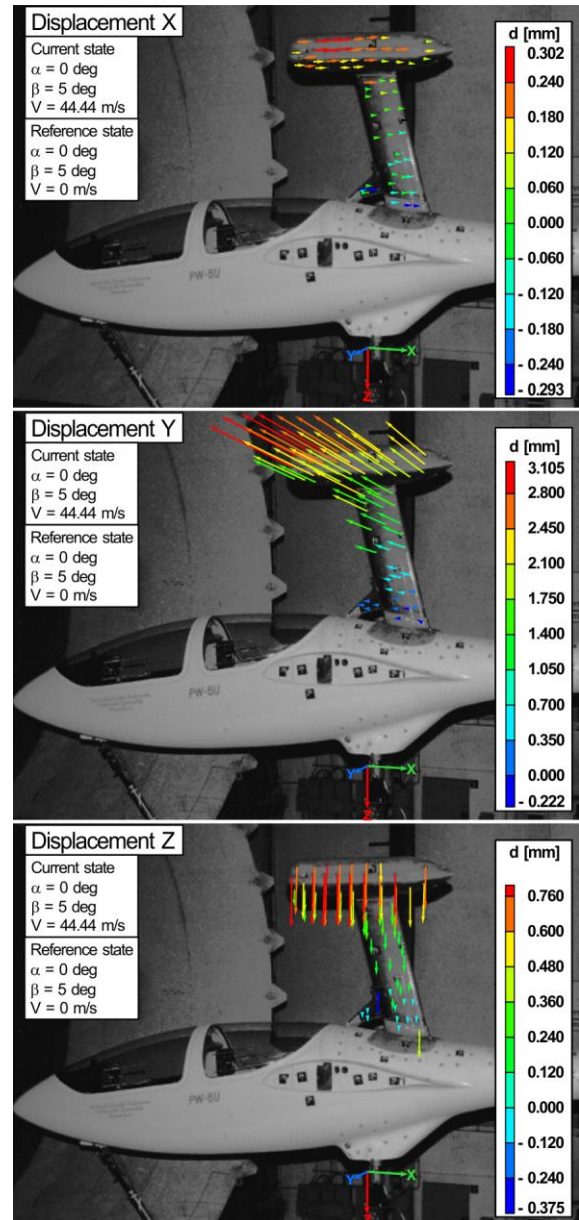 Displacement X
Current state
α = 0 deg
β = 5 deg
V = 44.44 m/s
Reference state
α = 0 deg
β = 5 deg
V = 0 m/s
d [mm]
0.302
0.240
0.180
0.120
0.060
0.000
- 0.060
- 0.120
- 0.180
- 0.240
- 0.293
PW-6U
Y
X
Z
Displacement Y
Current state
α = 0 deg
β = 5 deg
V = 44.44 m/s
Reference state
α = 0 deg
β = 5 deg
V = 0 m/s
d [mm]
3.105
2.800
2.450
2.100
1.750
1.400
1.050
0.700
0.350
0.000
- 0.222
PW-6U
Y
X
Z
Displacement Z
Current state
α = 0 deg
β = 5 deg
V = 44.44 m/s
Reference state
α = 0 deg
β = 5 deg
V = 0 m/s
d [mm]
0.760
0.600
0.480
0.360
0.240
0.120
0.000
- 0.120
- 0.240
- 0.375
PW-6U
Y
X
Z